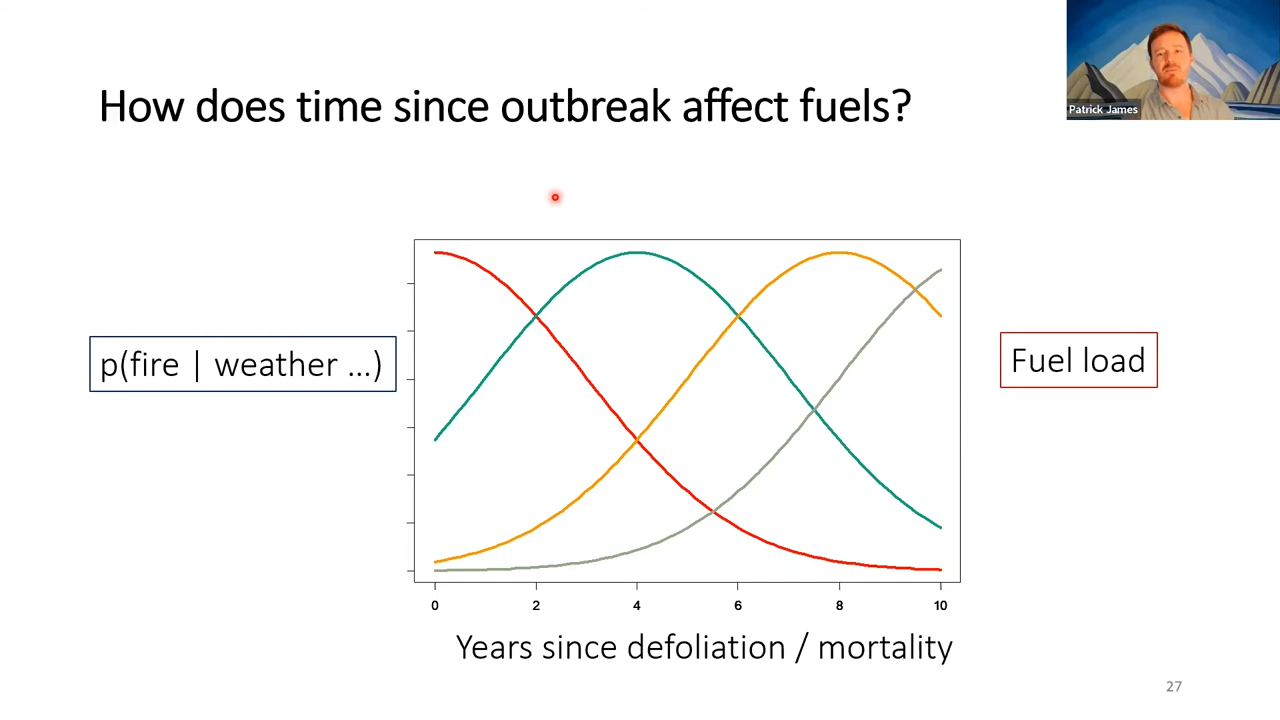 Patrick James
How does time since outbreak affect fuels?
p(fire | weather ...)
Fuel load
0 2 4 6 8 10
Years since defoliation / mortality
27